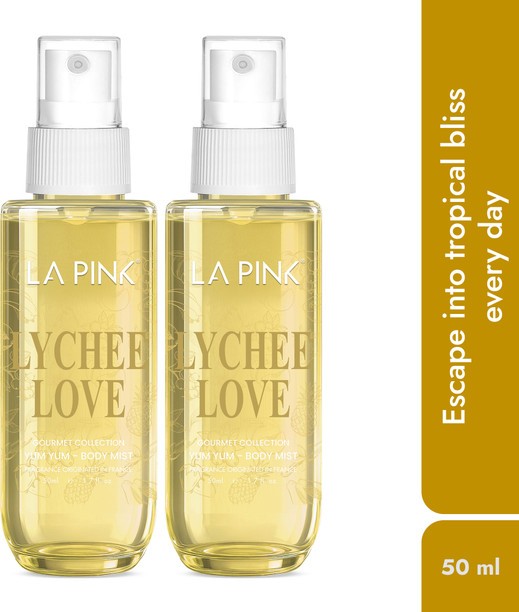 LA PINK
LYCHEE
LOVE
GOURMET COLLECTION
YUM YUM - BODY MIST
FRAGRANCE ORIGINATED IN FRANCE
LA PINK
LYCHEE
LOVE
GOURMET COLLECTION
YUM YUM - BODY MIST
FRAGRANCE ORIGINATED IN FRANCE
Escape into tropical bliss
every day
50 ml